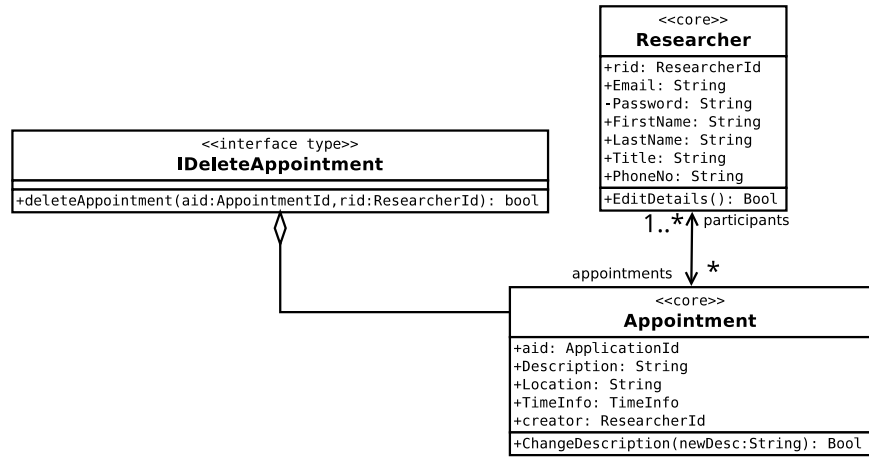 <<core>>
Researcher
+rid: ResearcherId
+Email: String
-Password: String
+FirstName: String
+LastName: String
+Title: String
+PhoneNo: String
+EditDetails(): Bool
<<interface type>>
IDeleteAppointment
+deleteAppointment(aid:AppointmentId,rid:ResearcherId): bool
1..* participants
appointments *
<<core>>
Appointment
+aid: ApplicationId
+Description: String
+Location: String
+TimeInfo: TimeInfo
+creator: ResearcherId
+ChangeDescription(newDesc:String): Bool